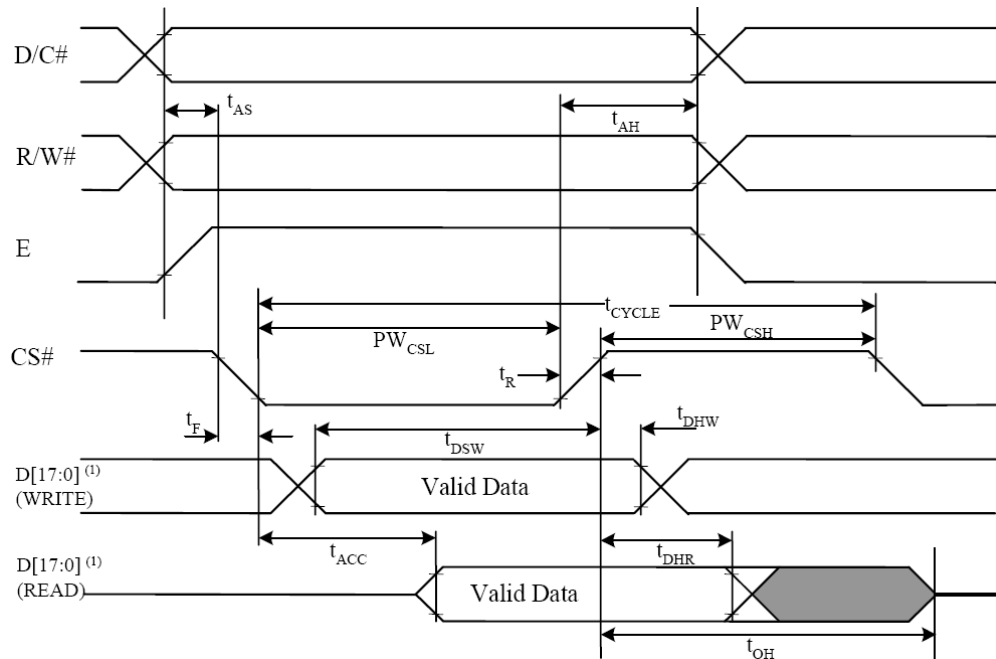 D/C#
tAS
tAH
R/W#
E
tCYCLE
PWCSL
PWCSH
CS#
tR
tF
tDSW
tDHW
D[17:0] (1)
(WRITE)
Valid Data
tACC
tDHR
D[17:0] (1)
(READ)
Valid Data
tOH